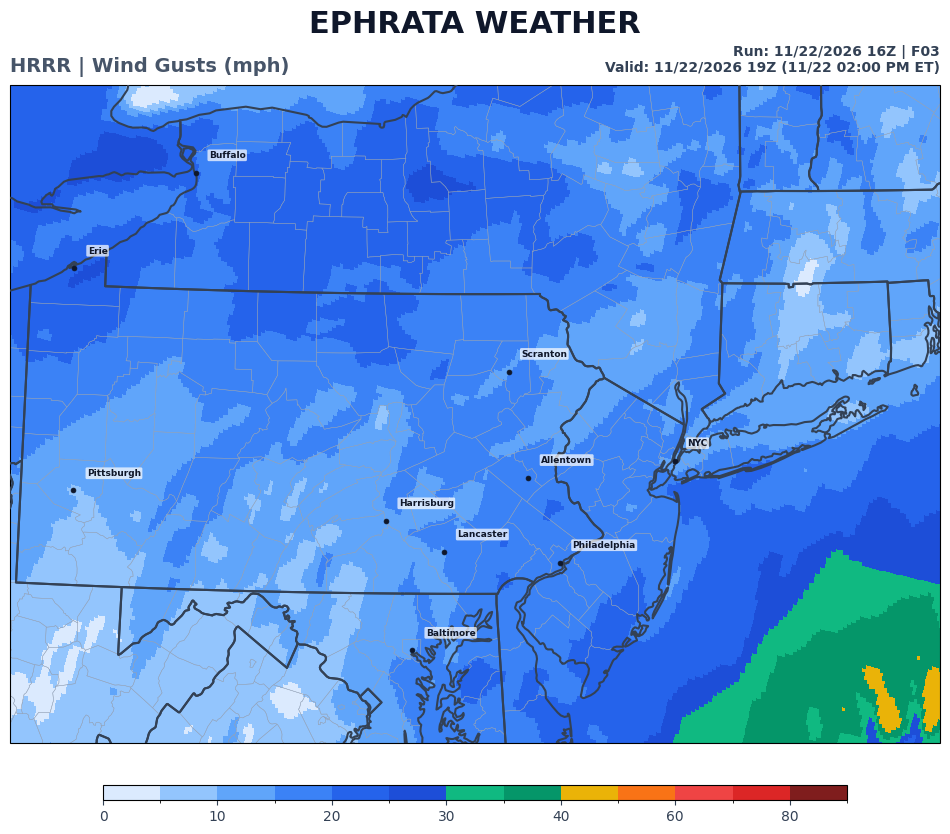 EPHRATA WEATHER
HRRR | Wind Gusts (mph)
Run: 11/22/2026 16Z | F03
Valid: 11/22/2026 19Z (11/22 02:00 PM ET)
Buffalo
Erie
Scranton
NYC
Allentown
Pittsburgh
Harrisburg
Lancaster
Philadelphia
Baltimore
0 10 20 30 40 50 60 70 80